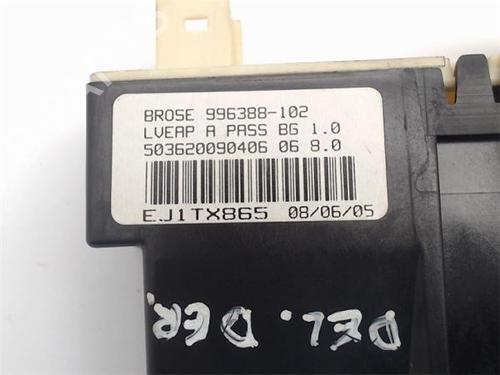 BROSE 996388-102
LVEAP A PASS BG 1.0
503620090406 06 8.0
EJ1TX865 08/06/05
DEL. DER.